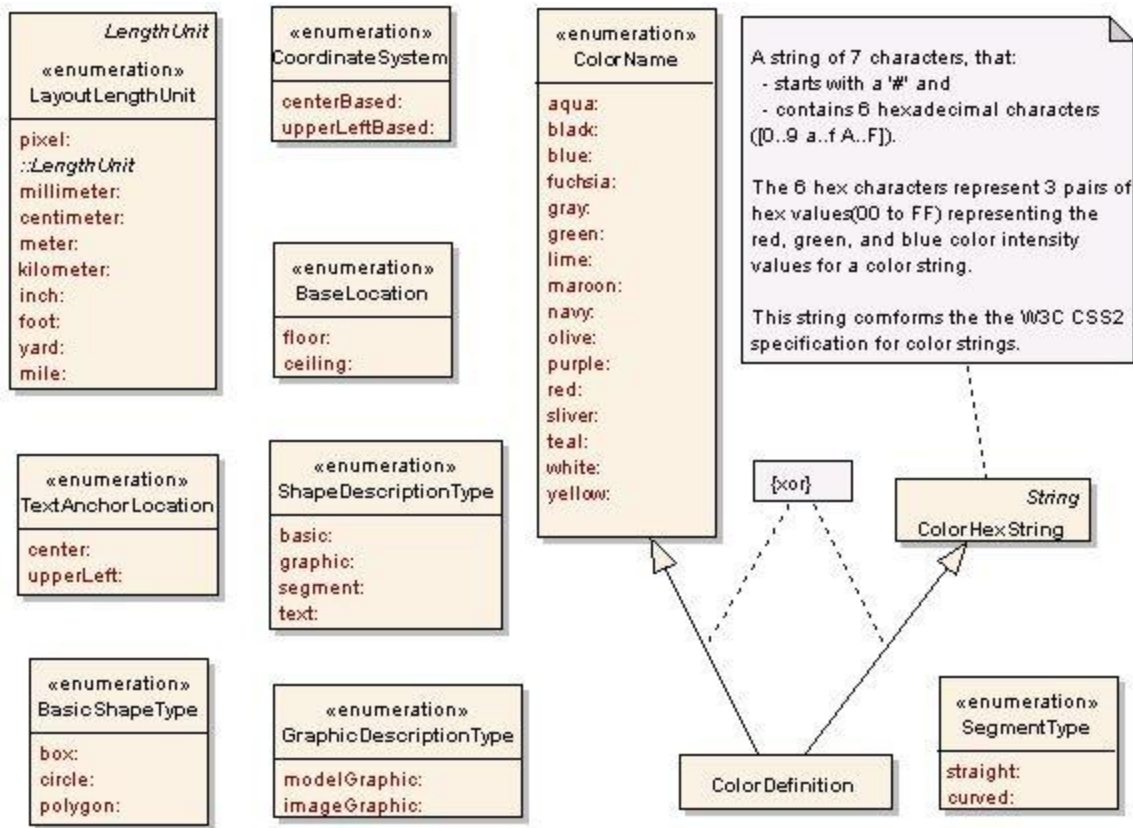 LengthUnit
«enumeration»
LayoutLengthUnit
pixel:
::LengthUnit
millimeter:
centimeter:
meter:
kilometer:
inch:
foot:
yard:
mile:
«enumeration»
CoordinateSystem
centerBased:
upperLeftBased:
«enumeration»
BaseLocation
floor:
ceiling:
«enumeration»
ColorName
aqua:
black:
blue:
fuchsia:
gray:
green:
lime:
maroon:
navy:
olive:
purple:
red:
sliver:
teal:
white:
yellow:
A string of 7 characters, that:
- starts with a '#' and
- contains 6 hexadecimal characters
([0..9 a..f A..F]).
The 6 hex characters represent 3 pairs of
hex values(00 to FF) representing the
red, green, and blue color intensity
values for a color string.
This string comforms the the W3C CSS2
specification for color strings.
«enumeration»
TextAnchorLocation
center:
upperLeft:
«enumeration»
ShapeDescriptionType
basic:
graphic:
segment:
text:
{xor}
String
ColorHexString
«enumeration»
BasicShapeType
box:
circle:
polygon:
«enumeration»
GraphicDescriptionType
modelGraphic:
imageGraphic:
ColorDefinition
«enumeration»
SegmentType
straight:
curved: